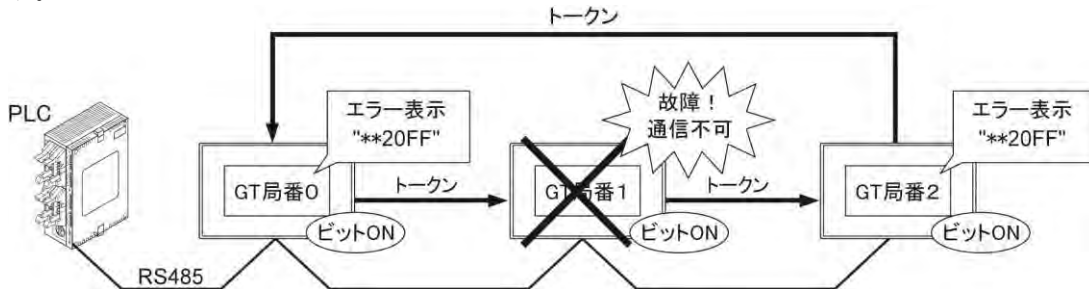 トークン
PLC
エラー表示
"**20FF"
故障！
通信不可
エラー表示
"**20FF"
GT局番0
トークン
GT局番1
トークン
GT局番2
ビットON
ビットON
ビットON
RS485